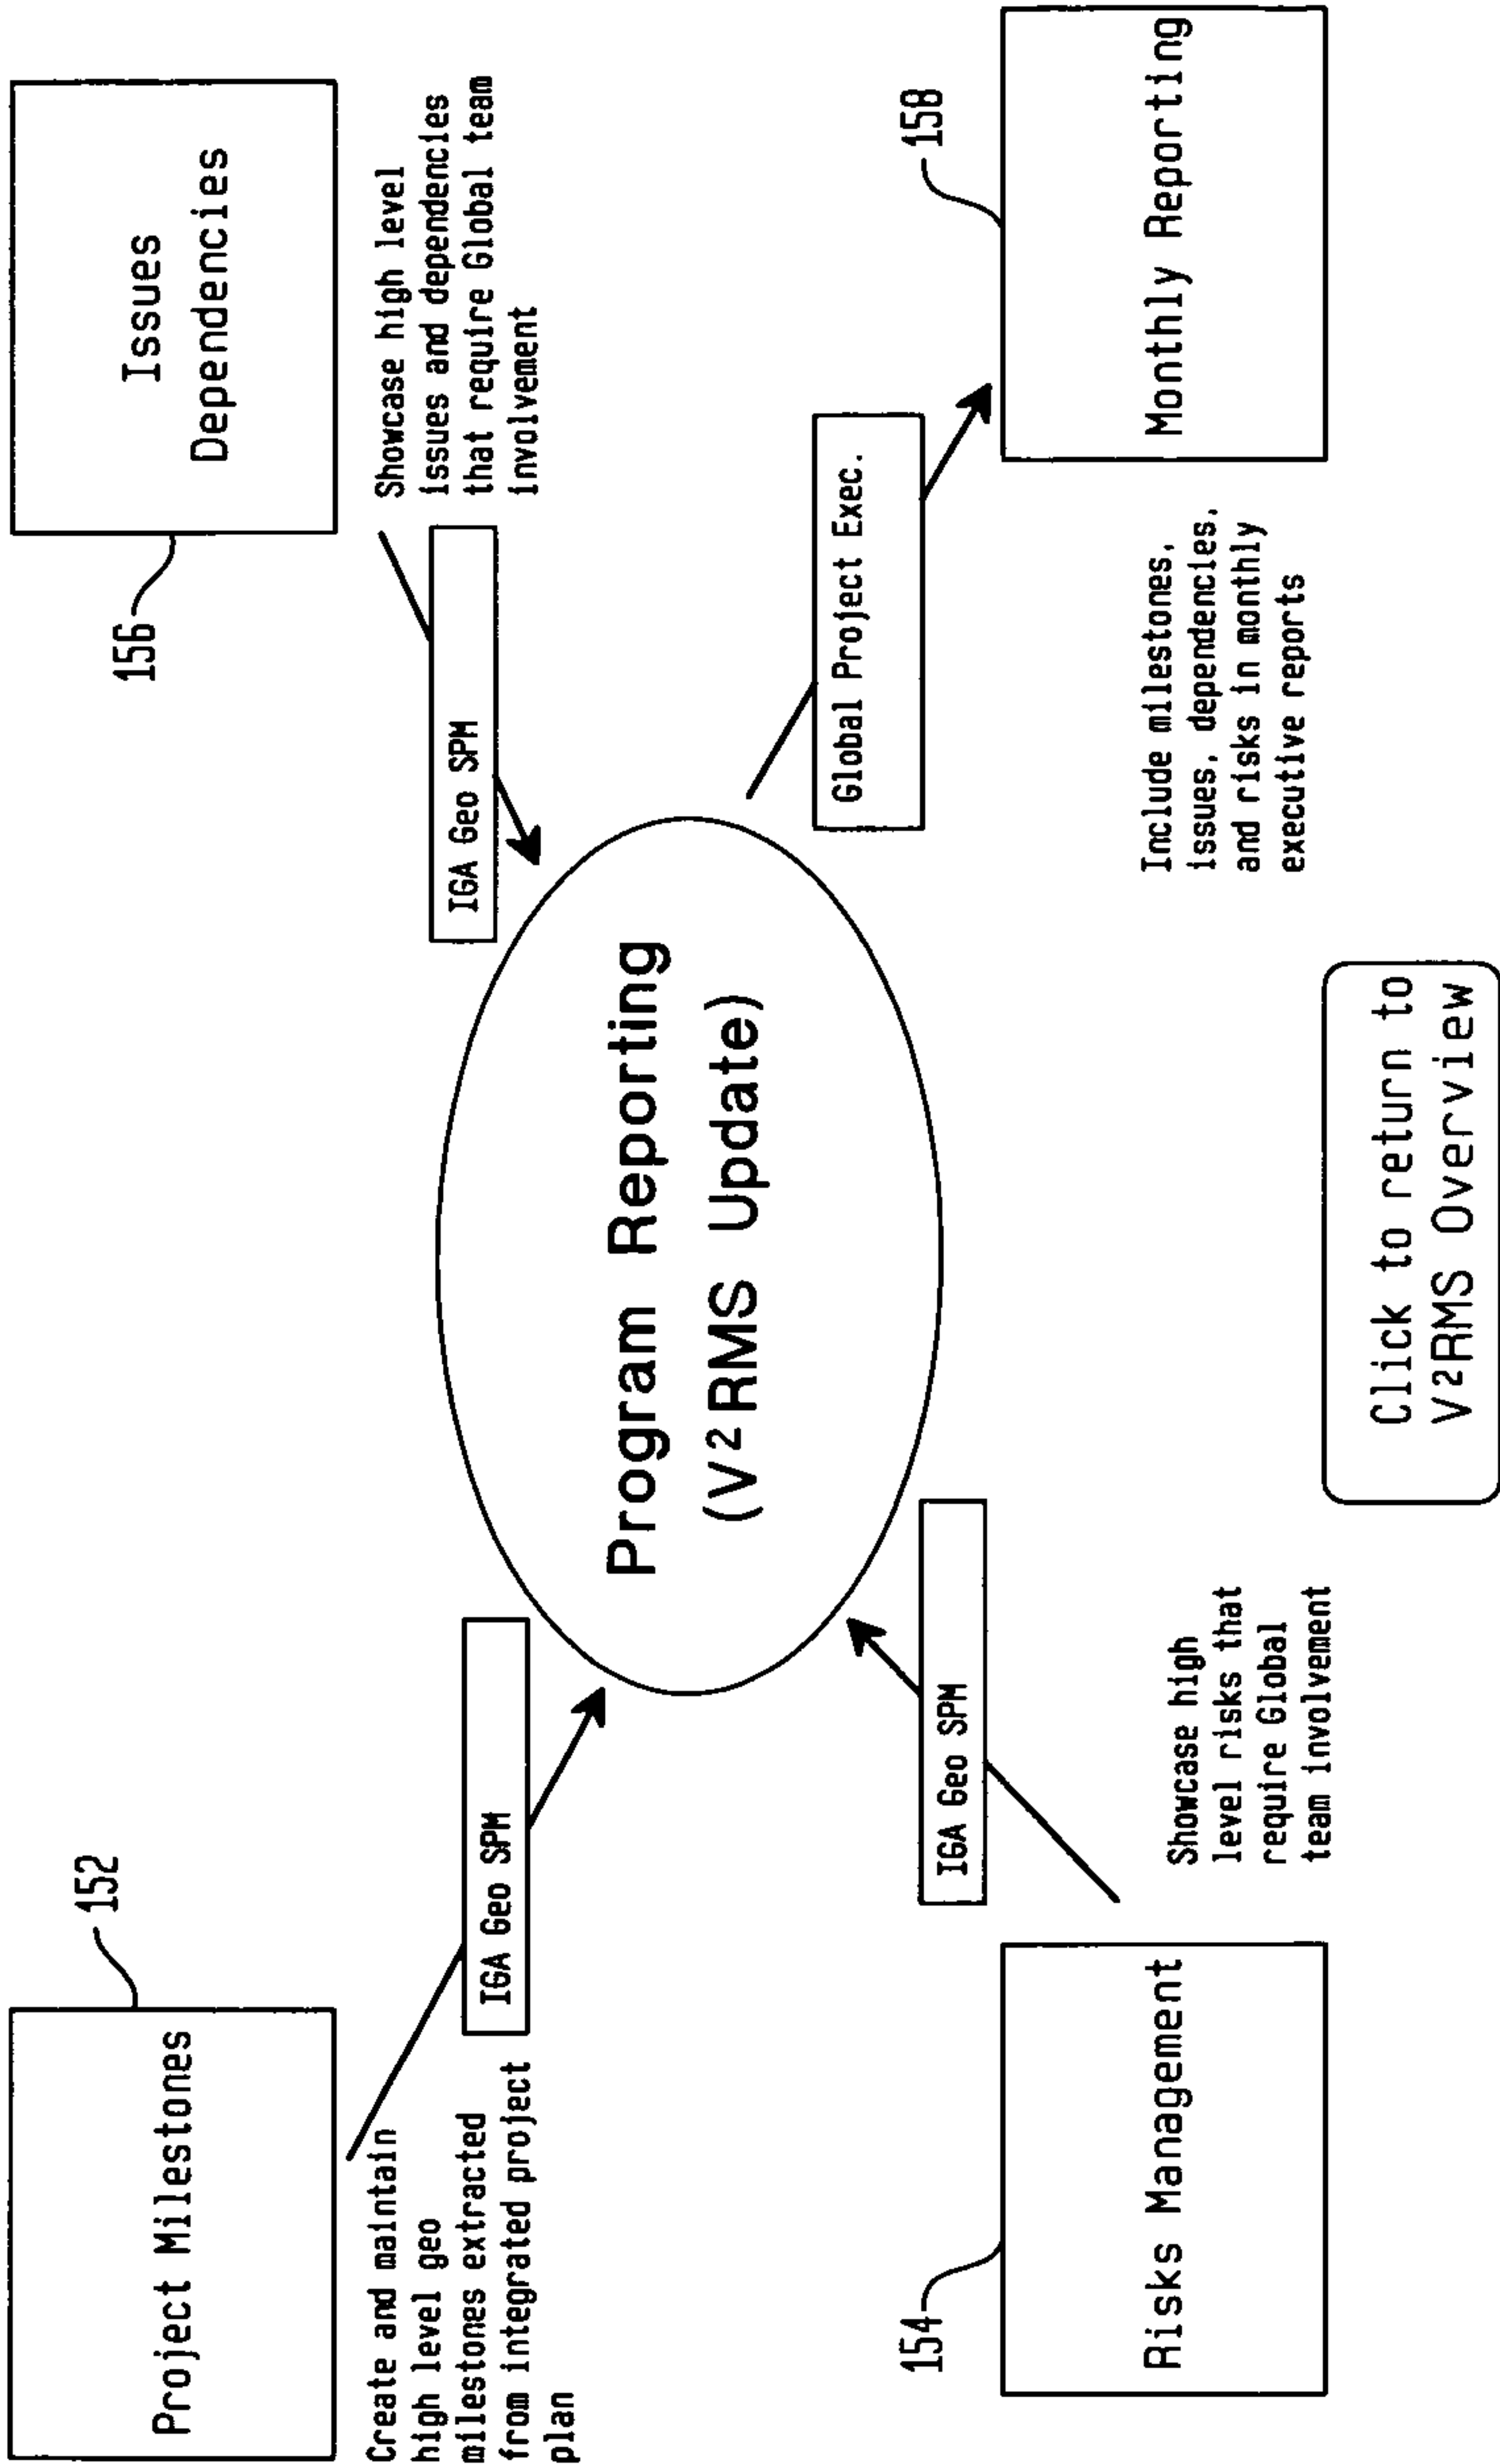 Project Milestones
152
Create and maintain
high level geo
milestones extracted
from integrated project
plan
IGA Geo SPM
156
Issues
Dependencies
Showcase high level
issues and dependencies
that require Global team
involvement
IGA Geo SPM
Program Reporting
(V²RMS Update)
154
Risks Management
IGA Geo SPM
Showcase high
level risks that
require Global
team involvement
Global Project Exec.
158
Monthly Reporting
Include milestones,
issues, dependencies,
and risks in monthly
executive reports
Click to return to
V²RMS Overview